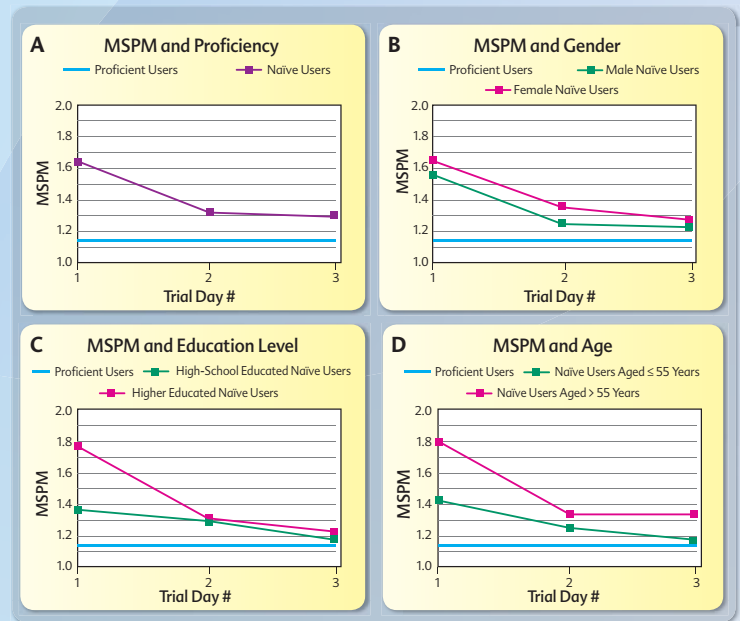 A MSPM and Proficiency
Proficient Users Naïve Users
MSPM
2.0
1.8
1.6
1.4
1.2
1.0
1 2 3
Trial Day #
B MSPM and Gender
Proficient Users Male Naïve Users
Female Naïve Users
MSPM
2.0
1.8
1.6
1.4
1.2
1.0
1 2 3
Trial Day #
C MSPM and Education Level
Proficient Users High-School Educated Naïve Users
Higher Educated Naïve Users
MSPM
2.0
1.8
1.6
1.4
1.2
1.0
1 2 3
Trial Day #
D MSPM and Age
Proficient Users Naïve Users Aged ≤ 55 Years
Naïve Users Aged > 55 Years
MSPM
2.0
1.8
1.6
1.4
1.2
1.0
1 2 3
Trial Day #